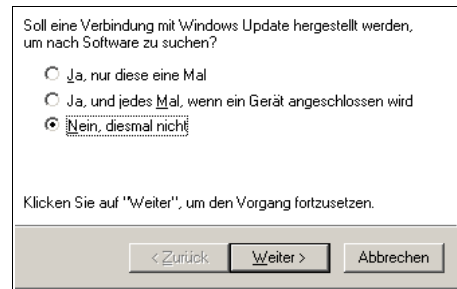 Soll eine Verbindung mit Windows Update hergestellt werden,
um nach Software zu suchen?
Ja, nur diese eine Mal
Ja, und jedes Mal, wenn ein Gerät angeschlossen wird
Nein, diesmal nicht
Klicken Sie auf "Weiter", um den Vorgang fortzusetzen.
< Zurück Weiter > Abbrechen